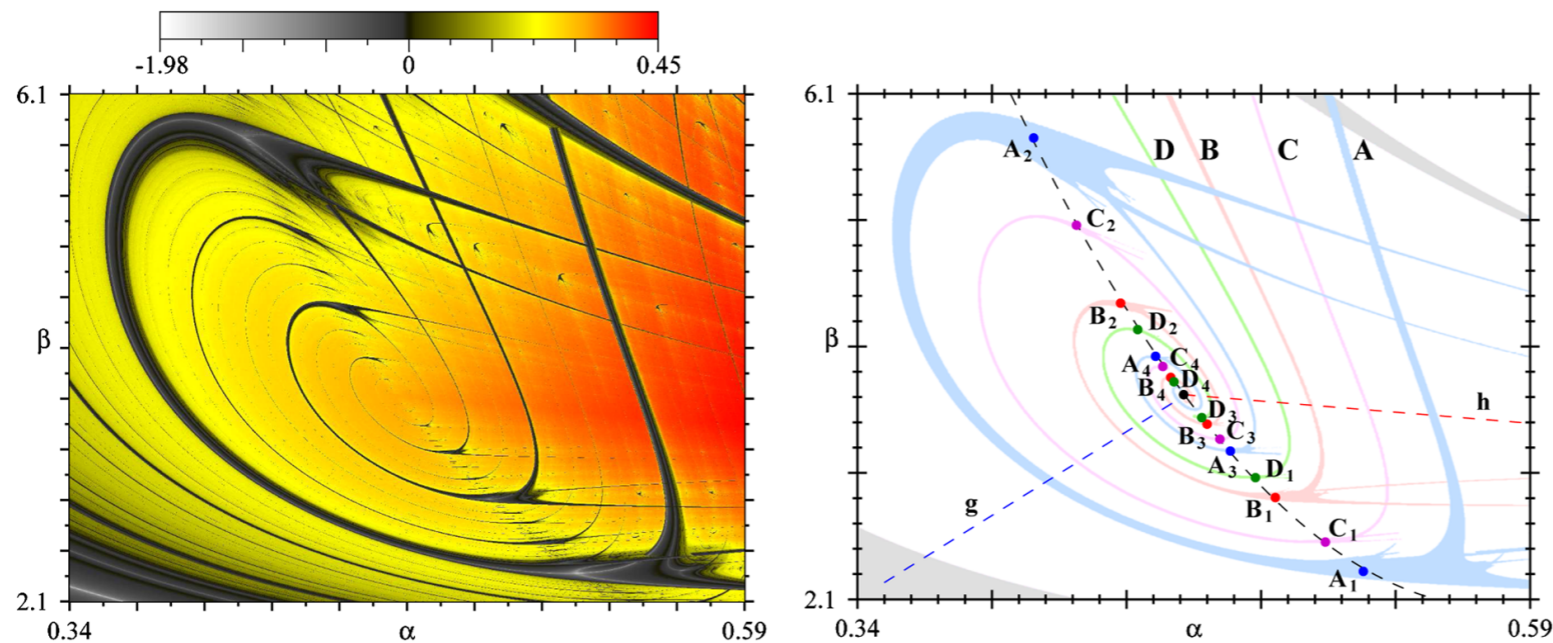 -1.98 0 0.45
6.1
β
2.1
0.34 α 0.59
6.1
β
2.1
0.34 α 0.59
D B C A
A2
C2
B2 D2
A4 C4
B4 D4
h
D3
B3 C3
A3 D1
g
B1
C1
A1